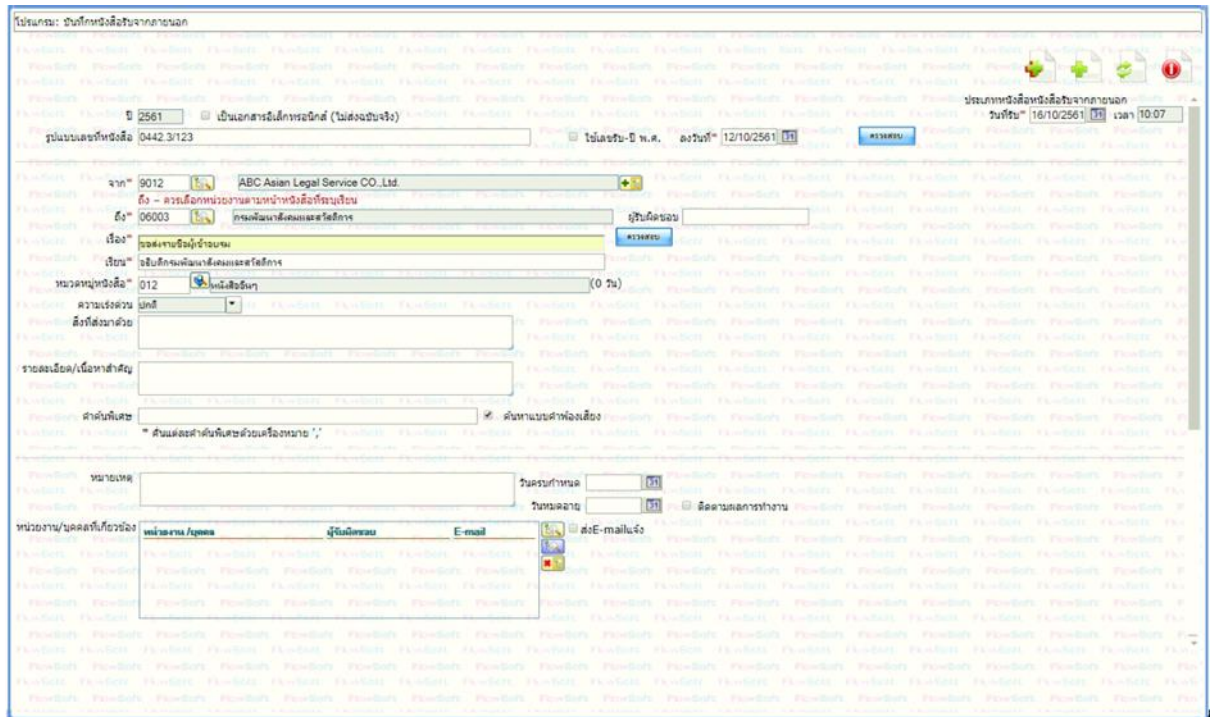 โปรแกรม: บันทึกหนังสือรับจากภายนอก
ประเภทหนังสือหนังสือรับจากภายนอก
ปี 2561 เป็นเอกสารอิเล็กทรอนิกส์ (ไม่ส่งฉบับจริง) วันที่รับ* 16/10/2561 เวลา 10:07
รูปแบบเลขที่หนังสือ 0442.3/123 ใช้เลขรับ-ปี พ.ศ. ลงวันที่* 12/10/2561 ตรวจสอบ
จาก* 9012 ABC Asian Legal Service CO.,Ltd.
ถึง - ควรเลือกหน่วยงานตามหน้าหนังสือที่ระบุเรียน
ถึง* 06003 กรมพัฒนาสังคมและสวัสดิการ ผู้รับผิดชอบ
เรื่อง* ขอส่งรายชื่อผู้เข้าอบรม ตรวจสอบ
เรียน* อธิบดีกรมพัฒนาสังคมและสวัสดิการ
หมวดหมู่หนังสือ* 012 หนังสืออื่นๆ (0 วัน)
ความเร่งด่วน ปกติ
สิ่งที่ส่งมาด้วย
รายละเอียด/เนื้อหาสำคัญ
คำค้นพิเศษ ค้นหาแบบคำพ้องเสียง
* คั่นแต่ละคำค้นพิเศษด้วยเครื่องหมาย ','
หมายเหตุ วันครบกำหนด
วันหมดอายุ ติดตามผลการทำงาน
หน่วยงาน/บุคคลที่เกี่ยวข้อง หน่วยงาน/บุคคล ผู้รับผิดชอบ E-mail ส่งE-mailแจ้ง